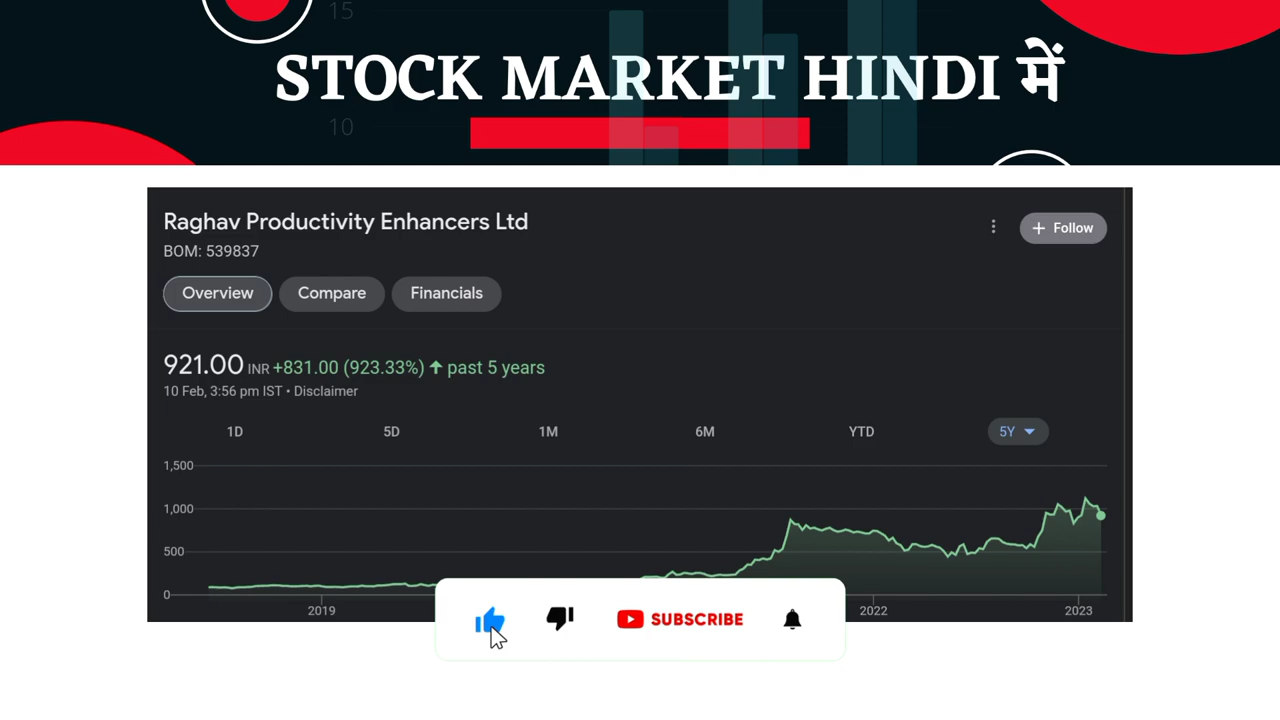 15
STOCK MARKET HINDI में
10
Raghav Productivity Enhancers Ltd
+ Follow
BOM: 539837
Overview Compare Financials
921.00 INR +831.00 (923.33%) ↑ past 5 years
10 Feb, 3:56 pm IST • Disclaimer
1D 5D 1M 6M YTD 5Y
1,500
1,000
500
0
2019 2022 2023
SUBSCRIBE